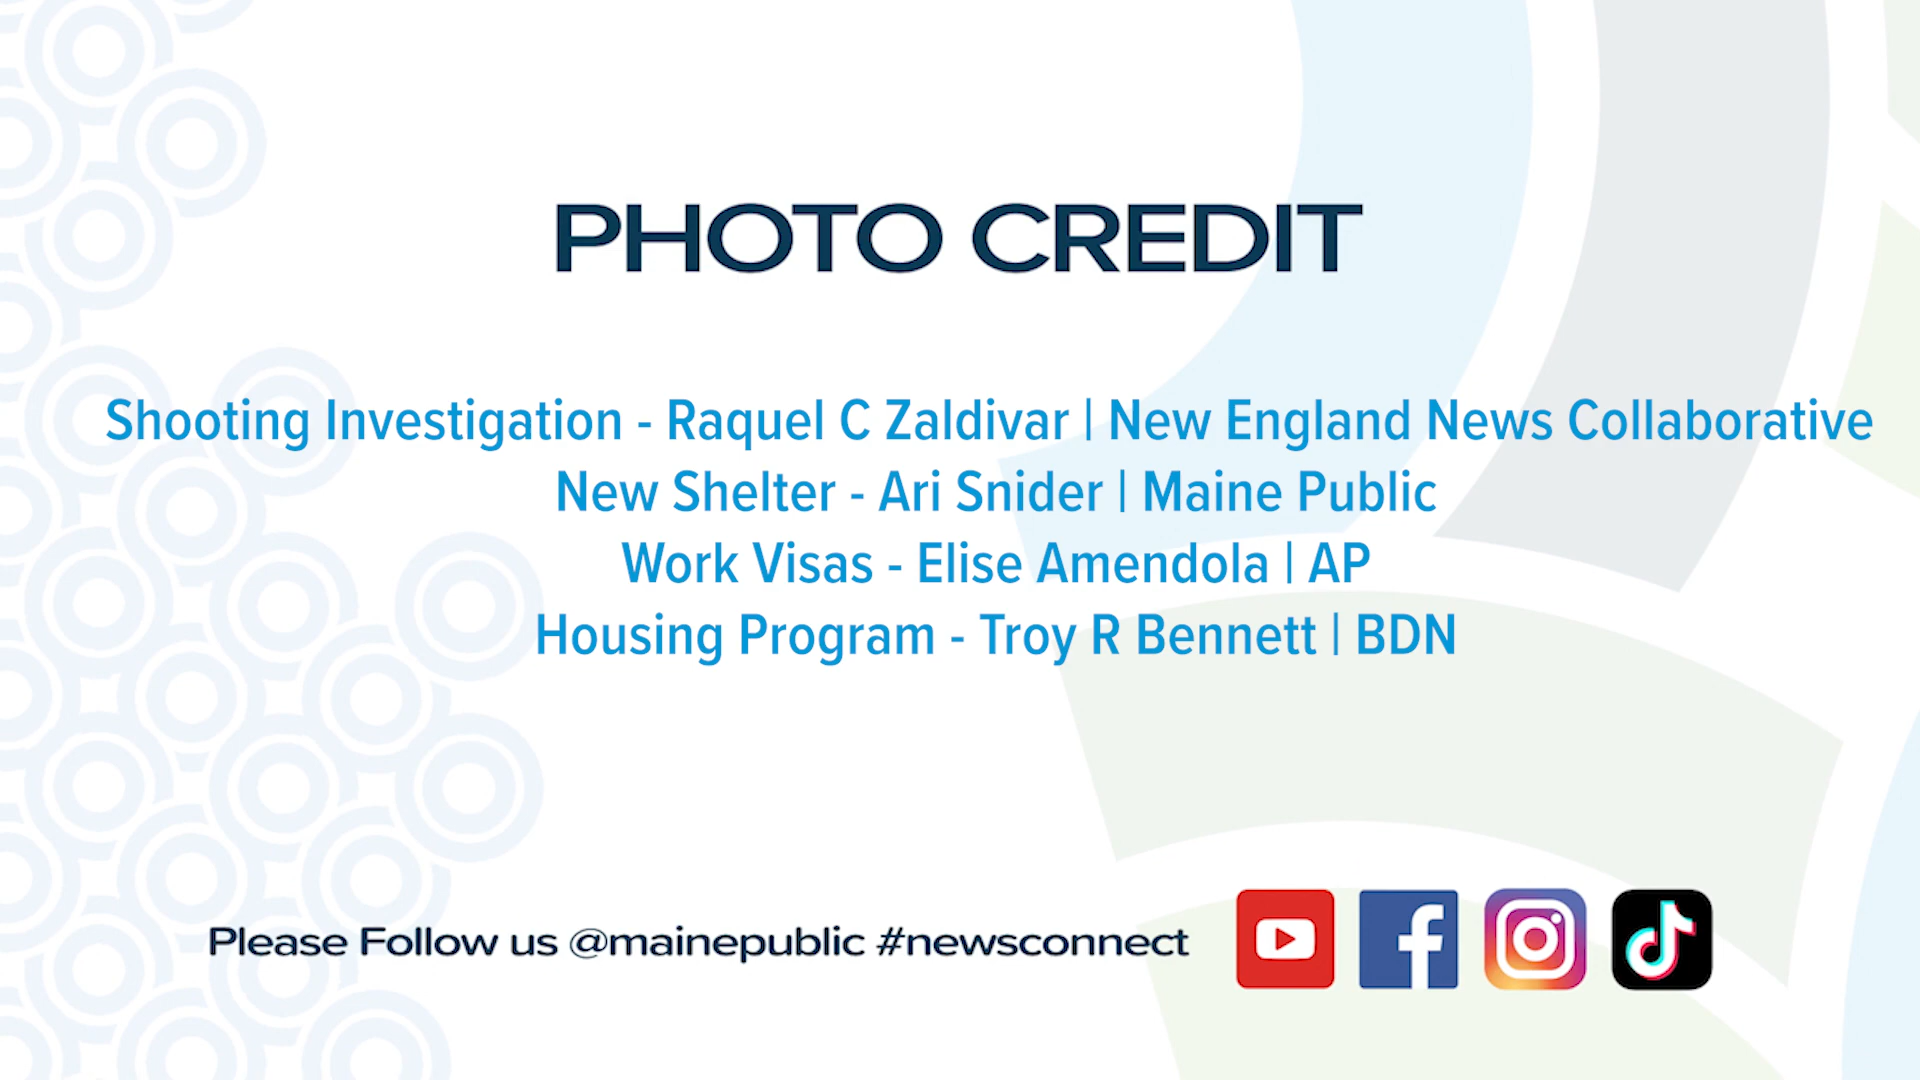 PHOTO CREDIT
Shooting Investigation - Raquel C Zaldivar | New England News Collaborative
New Shelter - Ari Snider | Maine Public
Work Visas - Elise Amendola | AP
Housing Program - Troy R Bennett | BDN
Please Follow us @mainepublic #newsconnect